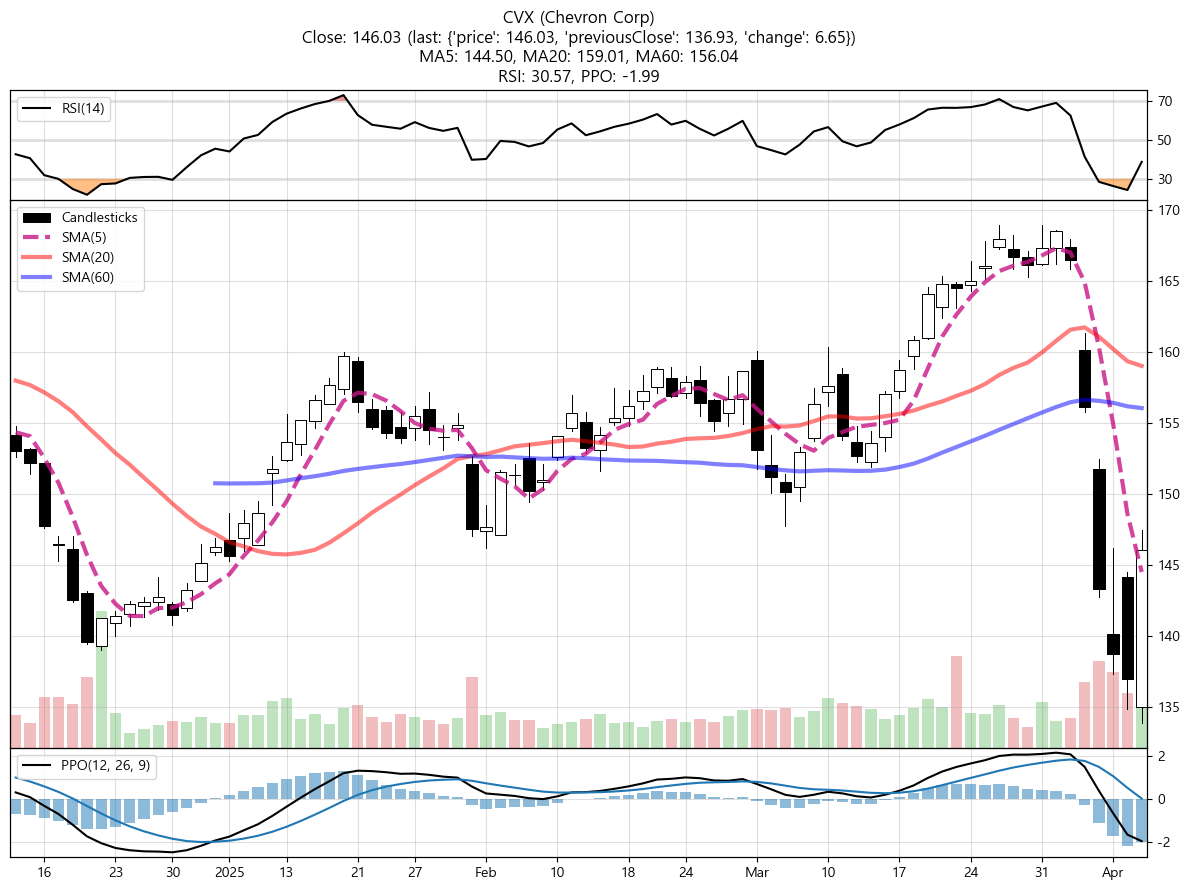 CVX (Chevron Corp)
Close: 146.03 (last: {'price': 146.03, 'previousClose': 136.93, 'change': 6.65})
MA5: 144.50, MA20: 159.01, MA60: 156.04
RSI: 30.57, PPO: -1.99
RSI(14)
70
50
30
Candlesticks
SMA(5)
SMA(20)
SMA(60)
170
165
160
155
150
145
140
135
PPO(12, 26, 9)
2
0
-2
16 23 30 2025 13 21 27 Feb 10 18 24 Mar 10 17 24 31 Apr